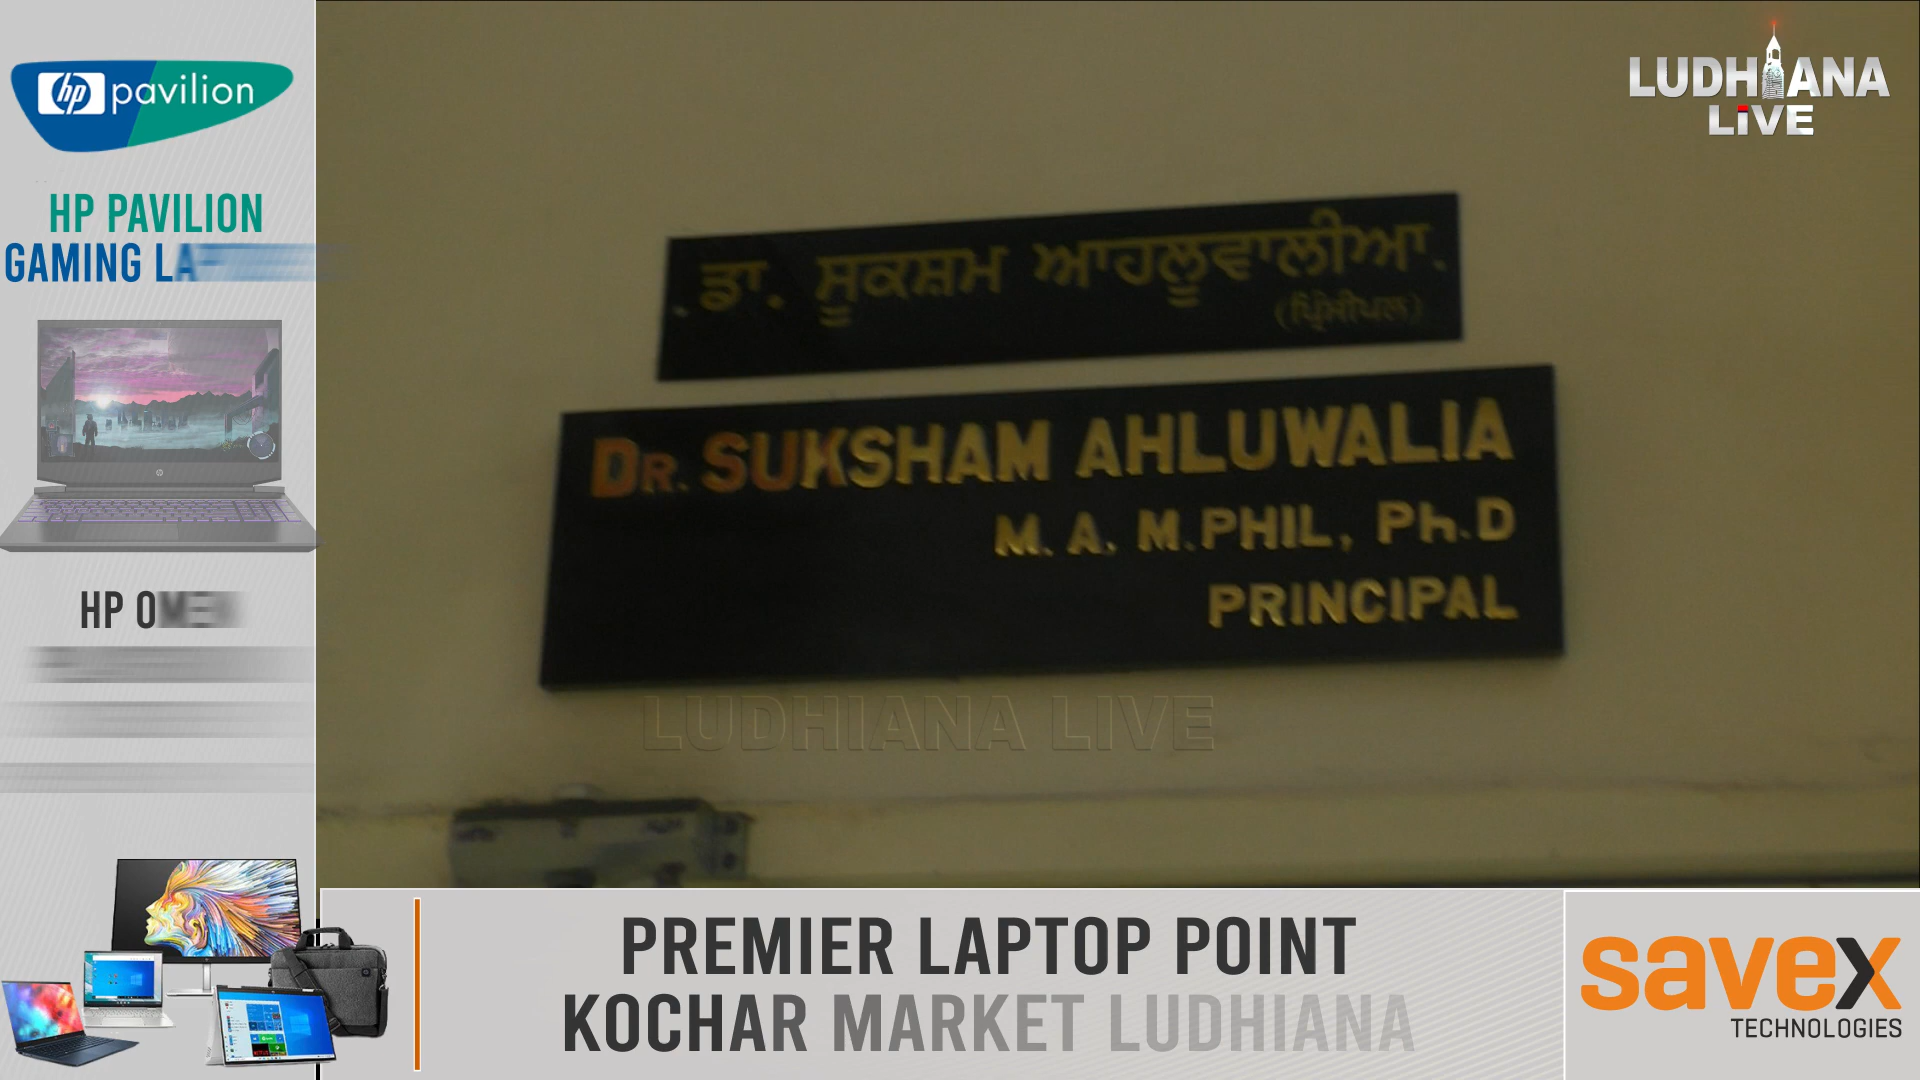 hp pavilion
HP PAVILION
GAMING
HP
LUDHIANA
LIVE
ਡਾ. ਸੂਕਸ਼ਮ ਆਹਲੂਵਾਲੀਆ.
(ਪ੍ਰਿੰਸੀਪਲ)
DR. SUKSHAM AHLUWALIA
M. A. M.PHIL, Ph.D
PRINCIPAL
LUDHIANA LIVE
PREMIER LAPTOP POINT
KOCHAR MARKET LUDHIANA
savex
TECHNOLOGIES